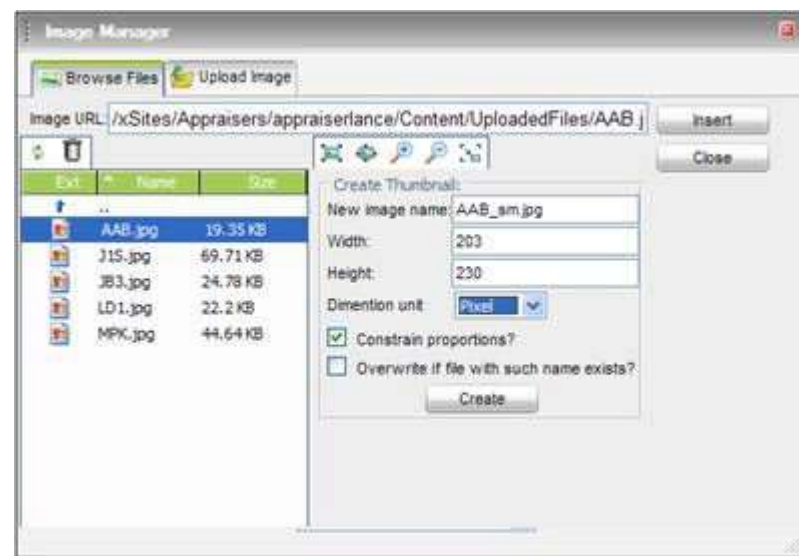 Image Manager
Browse Files
Upload Image
Image URL: /xSites/Appraisers/appraiserlance/Content/UploadedFiles/AAB.j
Insert
Close
Ext Name Size
..
AAB.jpg 19.35 KB
J1S.jpg 69.71 KB
JB3.jpg 24.78 KB
LD1.jpg 22.2 KB
MPK.jpg 44.64 KB
Create Thumbnail:
New image name: AAB_sm.jpg
Width: 203
Height: 230
Dimention unit Pixel
Constrain proportions?
Overwrite if file with such name exists?
Create